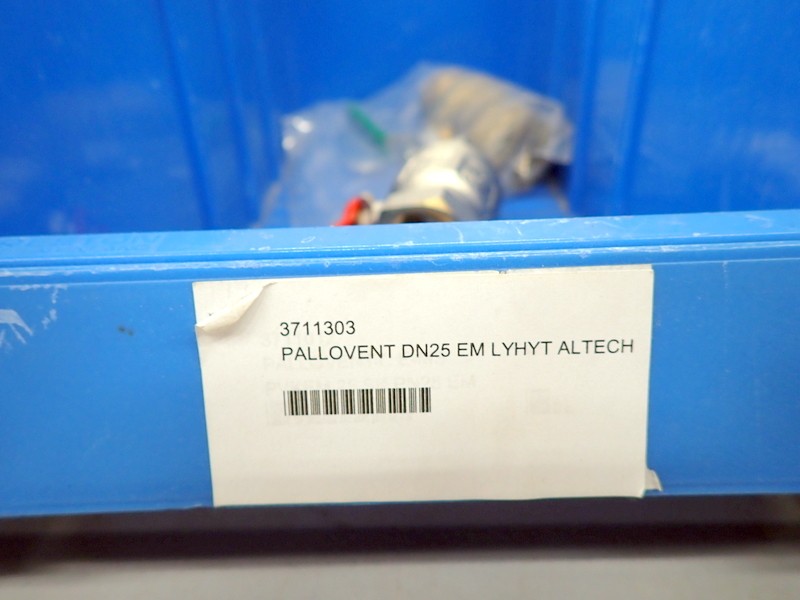 3711303
PALLOVENT DN25 EM LYHYT ALTECH